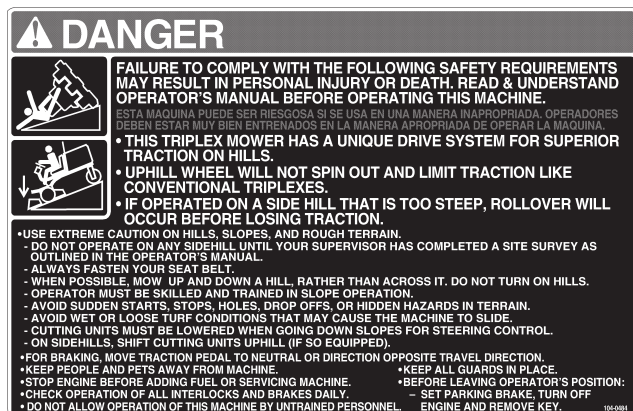 DANGER
FAILURE TO COMPLY WITH THE FOLLOWING SAFETY REQUIREMENTS
MAY RESULT IN PERSONAL INJURY OR DEATH. READ & UNDERSTAND
OPERATOR'S MANUAL BEFORE OPERATING THIS MACHINE.
ESTA MAQUINA PUEDE SER RIESGOSA SI SE USA EN UNA MANERA INAPROPRIADA. OPERADORES
DEBEN ESTAR MUY BIEN ENTRENADOS EN LA MANERA APROPRIADA DE OPERAR LA MAQUINA.
• THIS TRIPLEX MOWER HAS A UNIQUE DRIVE SYSTEM FOR SUPERIOR
TRACTION ON HILLS.
• UPHILL WHEEL WILL NOT SPIN OUT AND LIMIT TRACTION LIKE
CONVENTIONAL TRIPLEXES.
• IF OPERATED ON A SIDE HILL THAT IS TOO STEEP, ROLLOVER WILL
OCCUR BEFORE LOSING TRACTION.
•USE EXTREME CAUTION ON HILLS, SLOPES, AND ROUGH TERRAIN.
- DO NOT OPERATE ON ANY SIDEHILL UNTIL YOUR SUPERVISOR HAS COMPLETED A SITE SURVEY AS
OUTLINED IN THE OPERATOR'S MANUAL.
- ALWAYS FASTEN YOUR SEAT BELT.
- WHEN POSSIBLE, MOW UP AND DOWN A HILL, RATHER THAN ACROSS IT. DO NOT TURN ON HILLS.
- OPERATOR MUST BE SKILLED AND TRAINED IN SLOPE OPERATION.
- AVOID SUDDEN STARTS, STOPS, HOLES, DROP OFFS, OR HIDDEN HAZARDS IN TERRAIN.
- AVOID WET OR LOOSE TURF CONDITIONS THAT MAY CAUSE THE MACHINE TO SLIDE.
- CUTTING UNITS MUST BE LOWERED WHEN GOING DOWN SLOPES FOR STEERING CONTROL.
- ON SIDEHILLS, SHIFT CUTTING UNITS UPHILL (IF SO EQUIPPED).
•FOR BRAKING, MOVE TRACTION PEDAL TO NEUTRAL OR DIRECTION OPPOSITE TRAVEL DIRECTION.
•KEEP PEOPLE AND PETS AWAY FROM MACHINE.
•STOP ENGINE BEFORE ADDING FUEL OR SERVICING MACHINE.
•CHECK OPERATION OF ALL INTERLOCKS AND BRAKES DAILY.
• DO NOT ALLOW OPERATION OF THIS MACHINE BY UNTRAINED PERSONNEL.
•KEEP ALL GUARDS IN PLACE.
•BEFORE LEAVING OPERATOR'S POSITION:
– SET PARKING BRAKE, TURN OFF
ENGINE AND REMOVE KEY.
104-0484